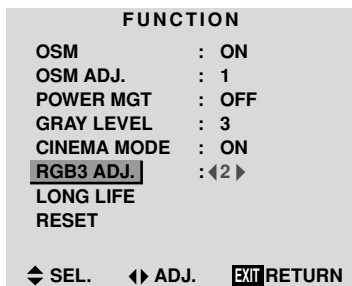 FUNCTION
OSM : ON
OSM ADJ. : 1
POWER MGT : OFF
GRAY LEVEL : 3
CINEMA MODE : ON
RGB3 ADJ. : 2
LONG LIFE
RESET
SEL. ADJ. EXIT RETURN